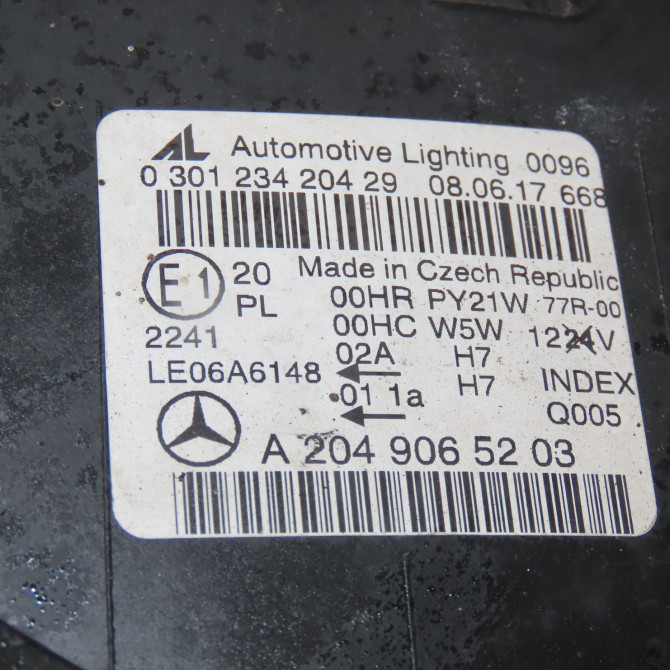 AL Automotive Lighting 0096
0 301 234 204 29 08.06.17 668
Made in Czech Republic
E1 20 00HR PY21W 77R-00
PL 00HC W5W 1224V
2241 02A H7
LE06A6148 01 1a H7 INDEX
Q005
A 204 906 52 03